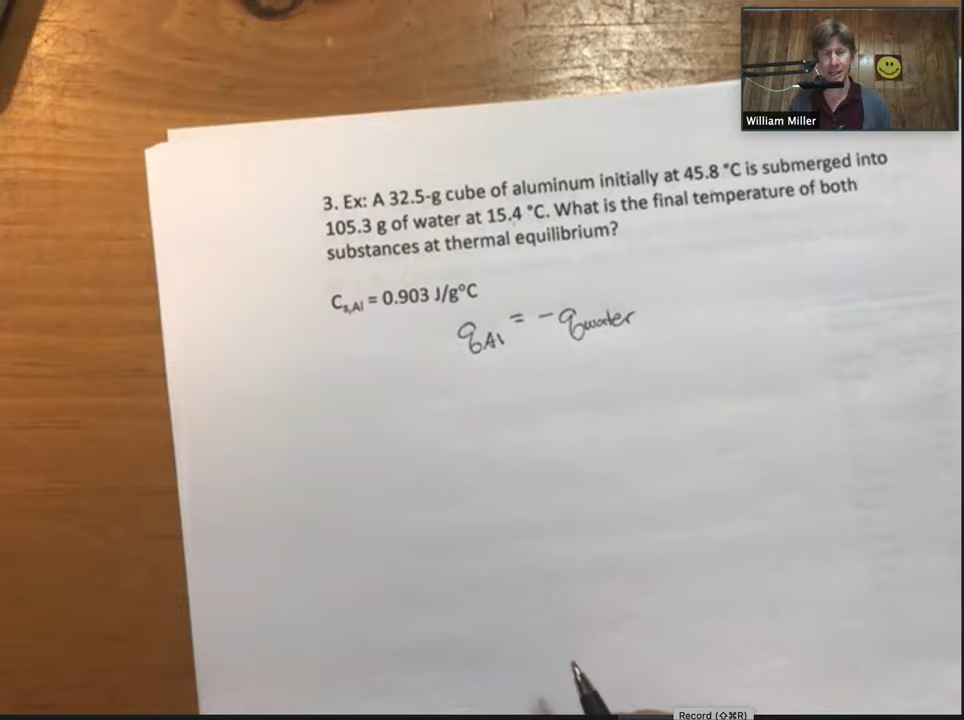 William Miller
3. Ex: A 32.5-g cube of aluminum initially at 45.8 °C is submerged into
105.3 g of water at 15.4 °C. What is the final temperature of both
substances at thermal equilibrium?
Cs,Al = 0.903 J/g°C
qAl = -qwater
Record (⇧⌘R)